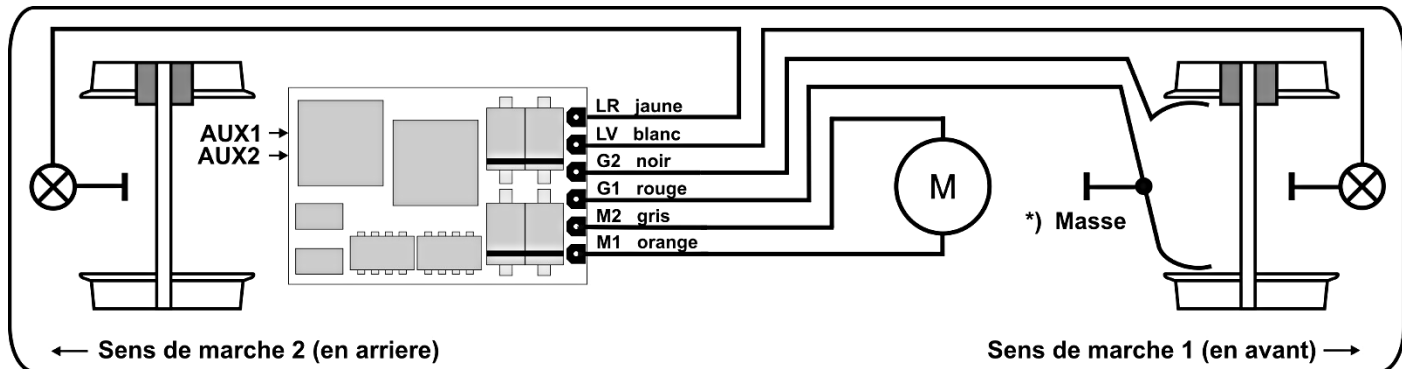 LR jaune
LV blanc
G2 noir
G1 rouge
M2 gris
M1 orange
AUX1
AUX2
M
*) Masse
← Sens de marche 2 (en arriere)
Sens de marche 1 (en avant) →